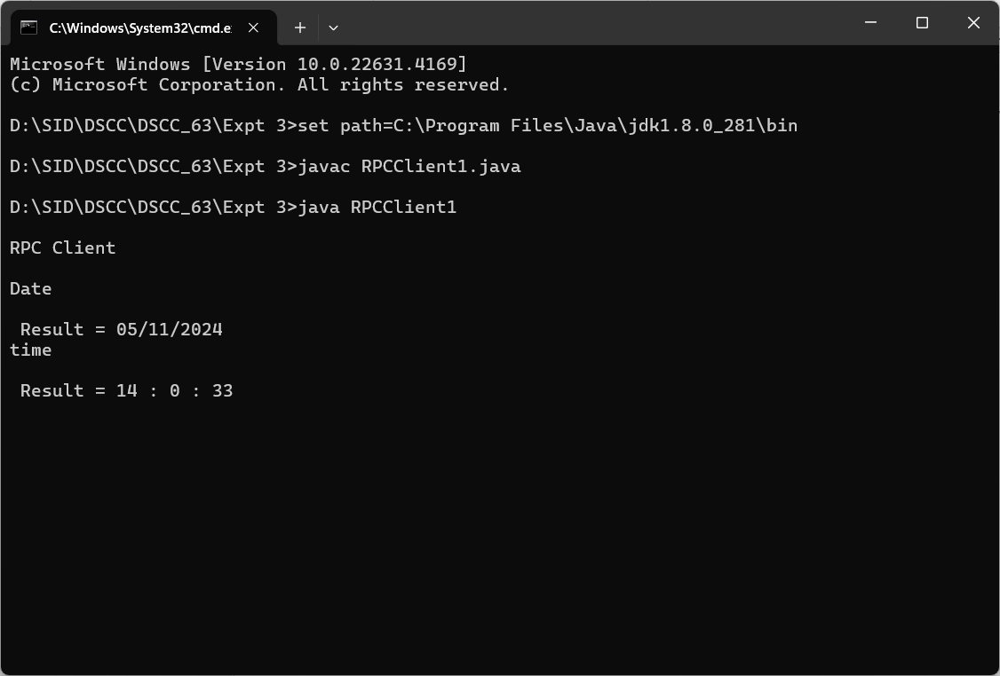 C:\Windows\System32\cmd.e
Microsoft Windows [Version 10.0.22631.4169]
(c) Microsoft Corporation. All rights reserved.
D:\SID\DSCC\DSCC_63\Expt 3>set path=C:\Program Files\Java\jdk1.8.0_281\bin
D:\SID\DSCC\DSCC_63\Expt 3>javac RPCClient1.java
D:\SID\DSCC\DSCC_63\Expt 3>java RPCClient1
RPC Client
Date
Result = 05/11/2024
time
Result = 14 : 0 : 33